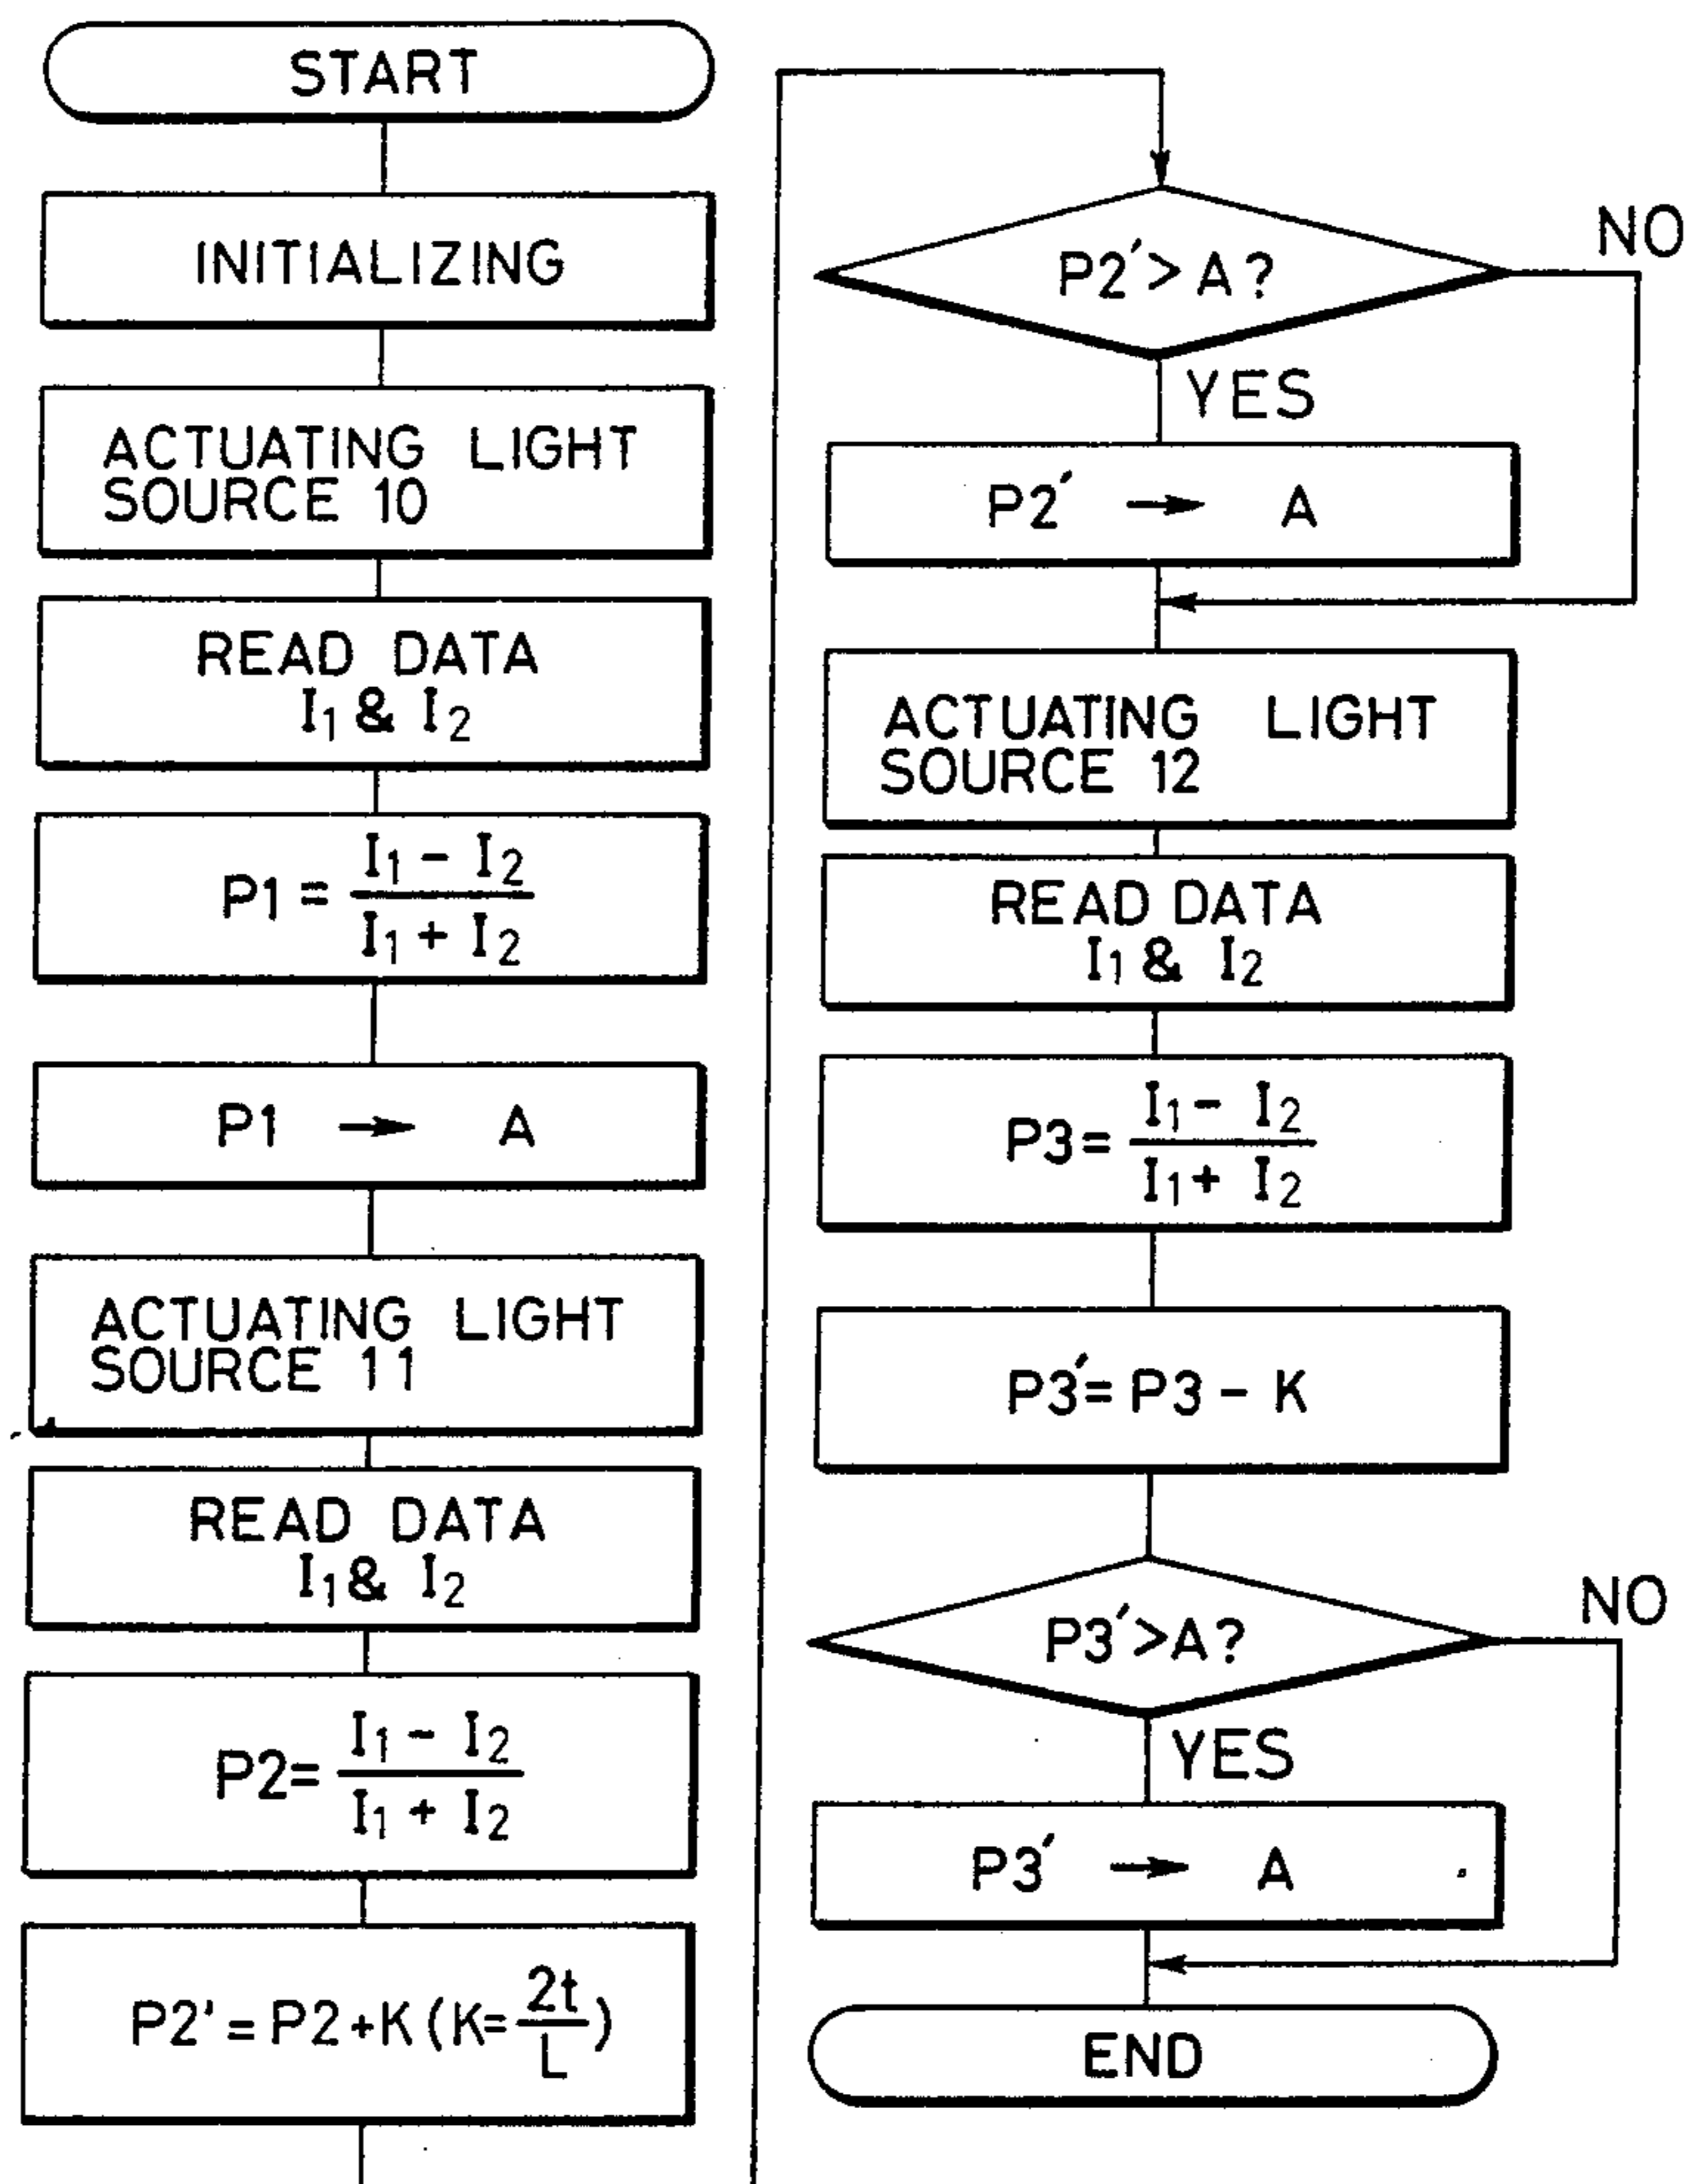 START
INITIALIZING
ACTUATING LIGHT
SOURCE 10
READ DATA
I₁ & I₂
P1 = (I₁ - I₂) / (I₁ + I₂)
P1 → A
ACTUATING LIGHT
SOURCE 11
READ DATA
I₁ & I₂
P2 = (I₁ - I₂) / (I₁ + I₂)
P2' = P2 + K (K = 2t / L)
P2' > A ?
NO
YES
P2' → A
ACTUATING LIGHT
SOURCE 12
READ DATA
I₁ & I₂
P3 = (I₁ - I₂) / (I₁ + I₂)
P3' = P3 - K
P3' > A ?
NO
YES
P3' → A
END